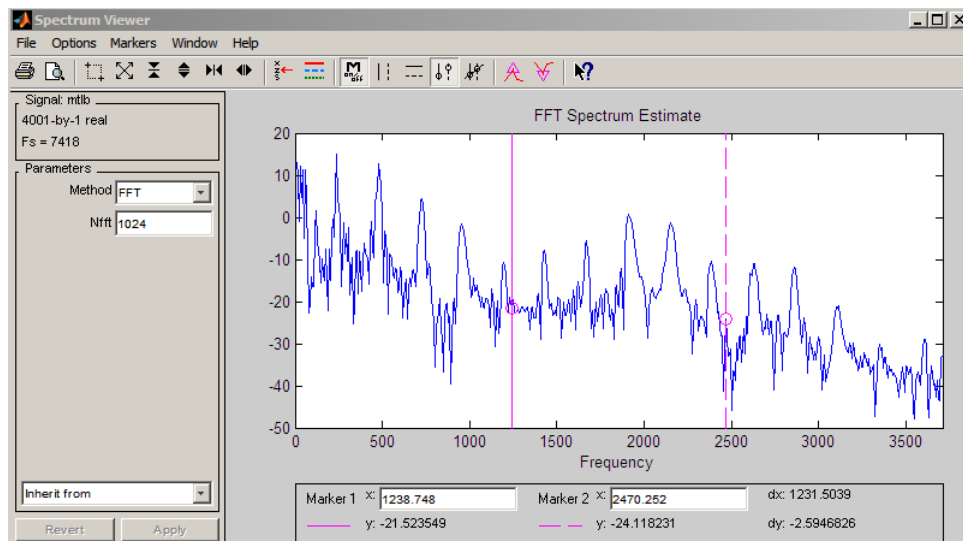 Spectrum Viewer
File Options Markers Window Help
Signal: mtlb
4001-by-1 real
Fs = 7418
Parameters
Method FFT
Nfft 1024
Inherit from
Revert Apply
FFT Spectrum Estimate
20
10
0
-10
-20
-30
-40
-50
0 500 1000 1500 2000 2500 3000 3500
Frequency
Marker 1 x: 1238.748 Marker 2 x: 2470.252 dx: 1231.5039
y: -21.523549 y: -24.118231 dy: -2.5946826